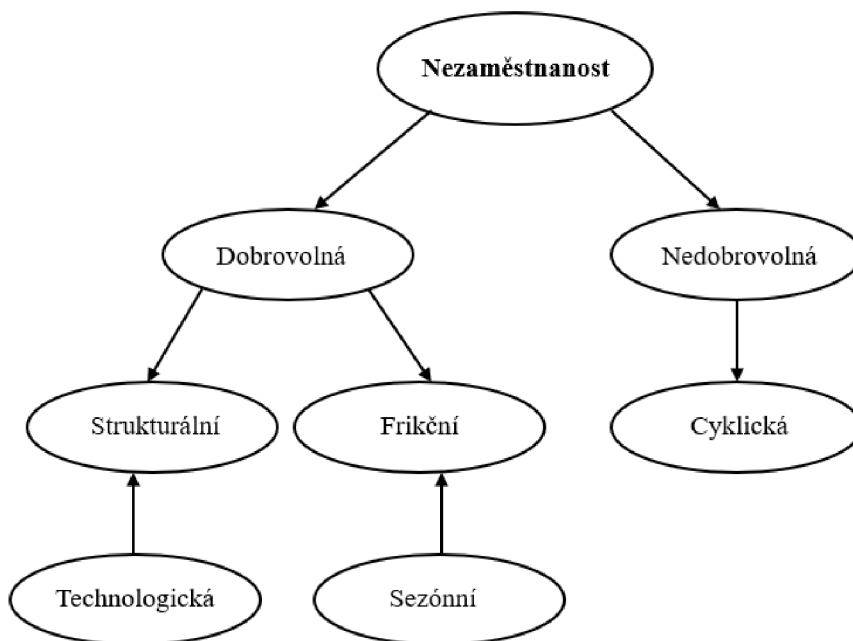 Nezaměstnanost
Dobrovolná
Nedobrovolná
Strukturální
Frikční
Cyklická
Technologická
Sezónní